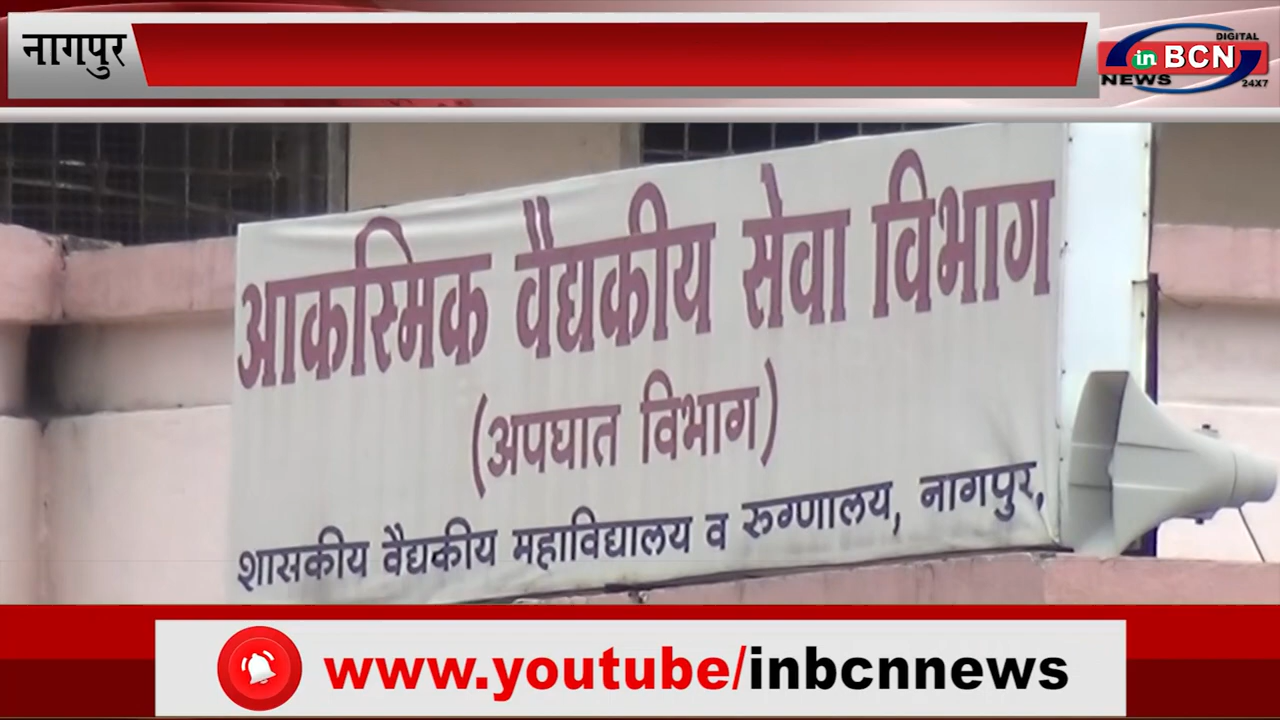 नागपुर
DIGITAL
in BCN
NEWS
24X7
आकस्मिक वैद्यकीय सेवा विभाग
(अपघात विभाग)
शासकीय वैद्यकीय महाविद्यालय व रुग्णालय, नागपुर,
www.youtube/inbcnnews